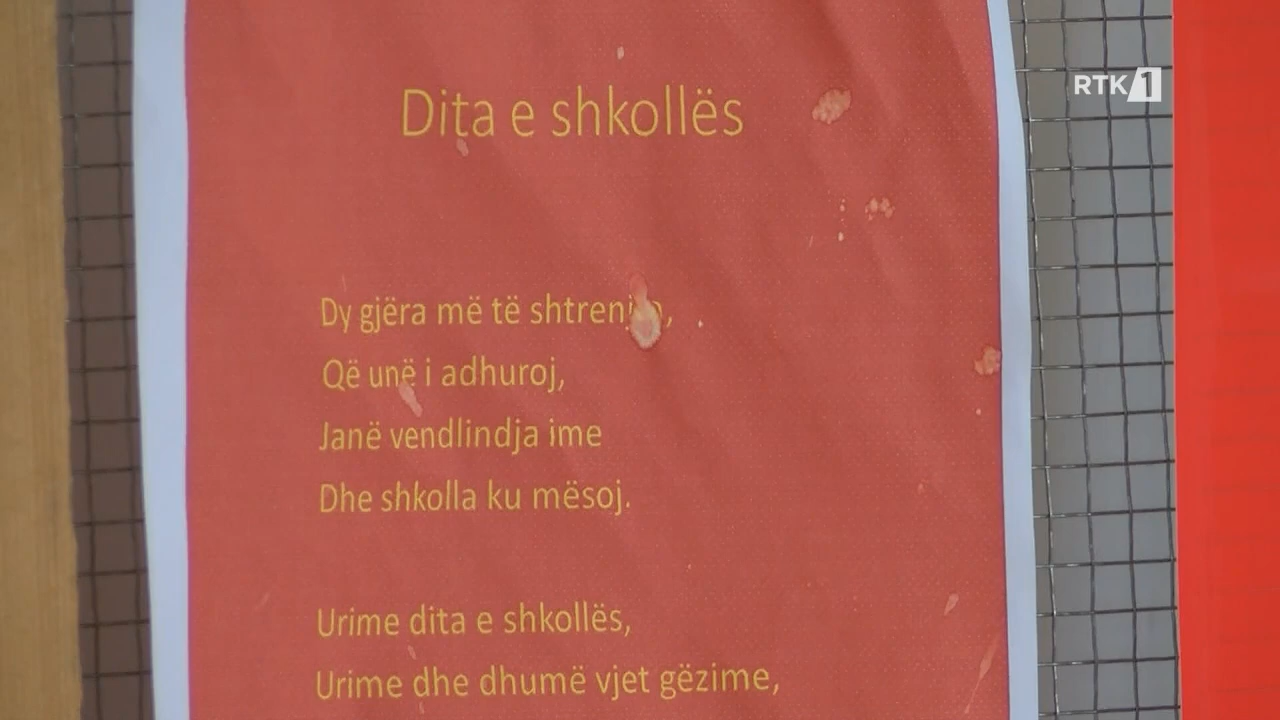 RTK 1
Dita e shkollës
Dy gjëra më të
Që unë i adhuroj,
Janë vendlindja ime
Dhe shkolla ku mësoj.
Urime dita e shkollës,
Urime dhe dhumë vjet gëzime,